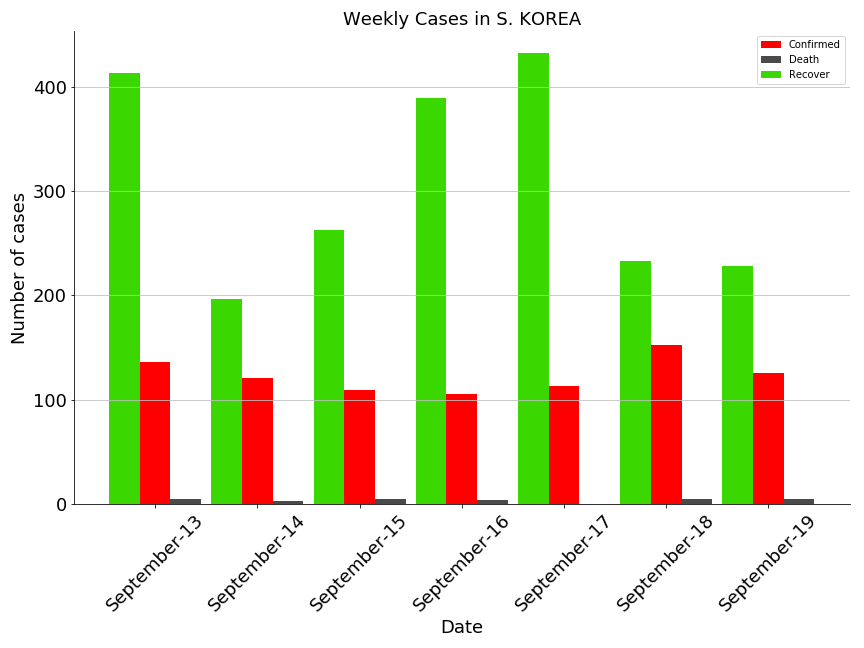 Weekly Cases in S. KOREA
Confirmed
Death
Recover
Number of cases
400
300
200
100
0
September-13
September-14
September-15
September-16
September-17
September-18
September-19
Date